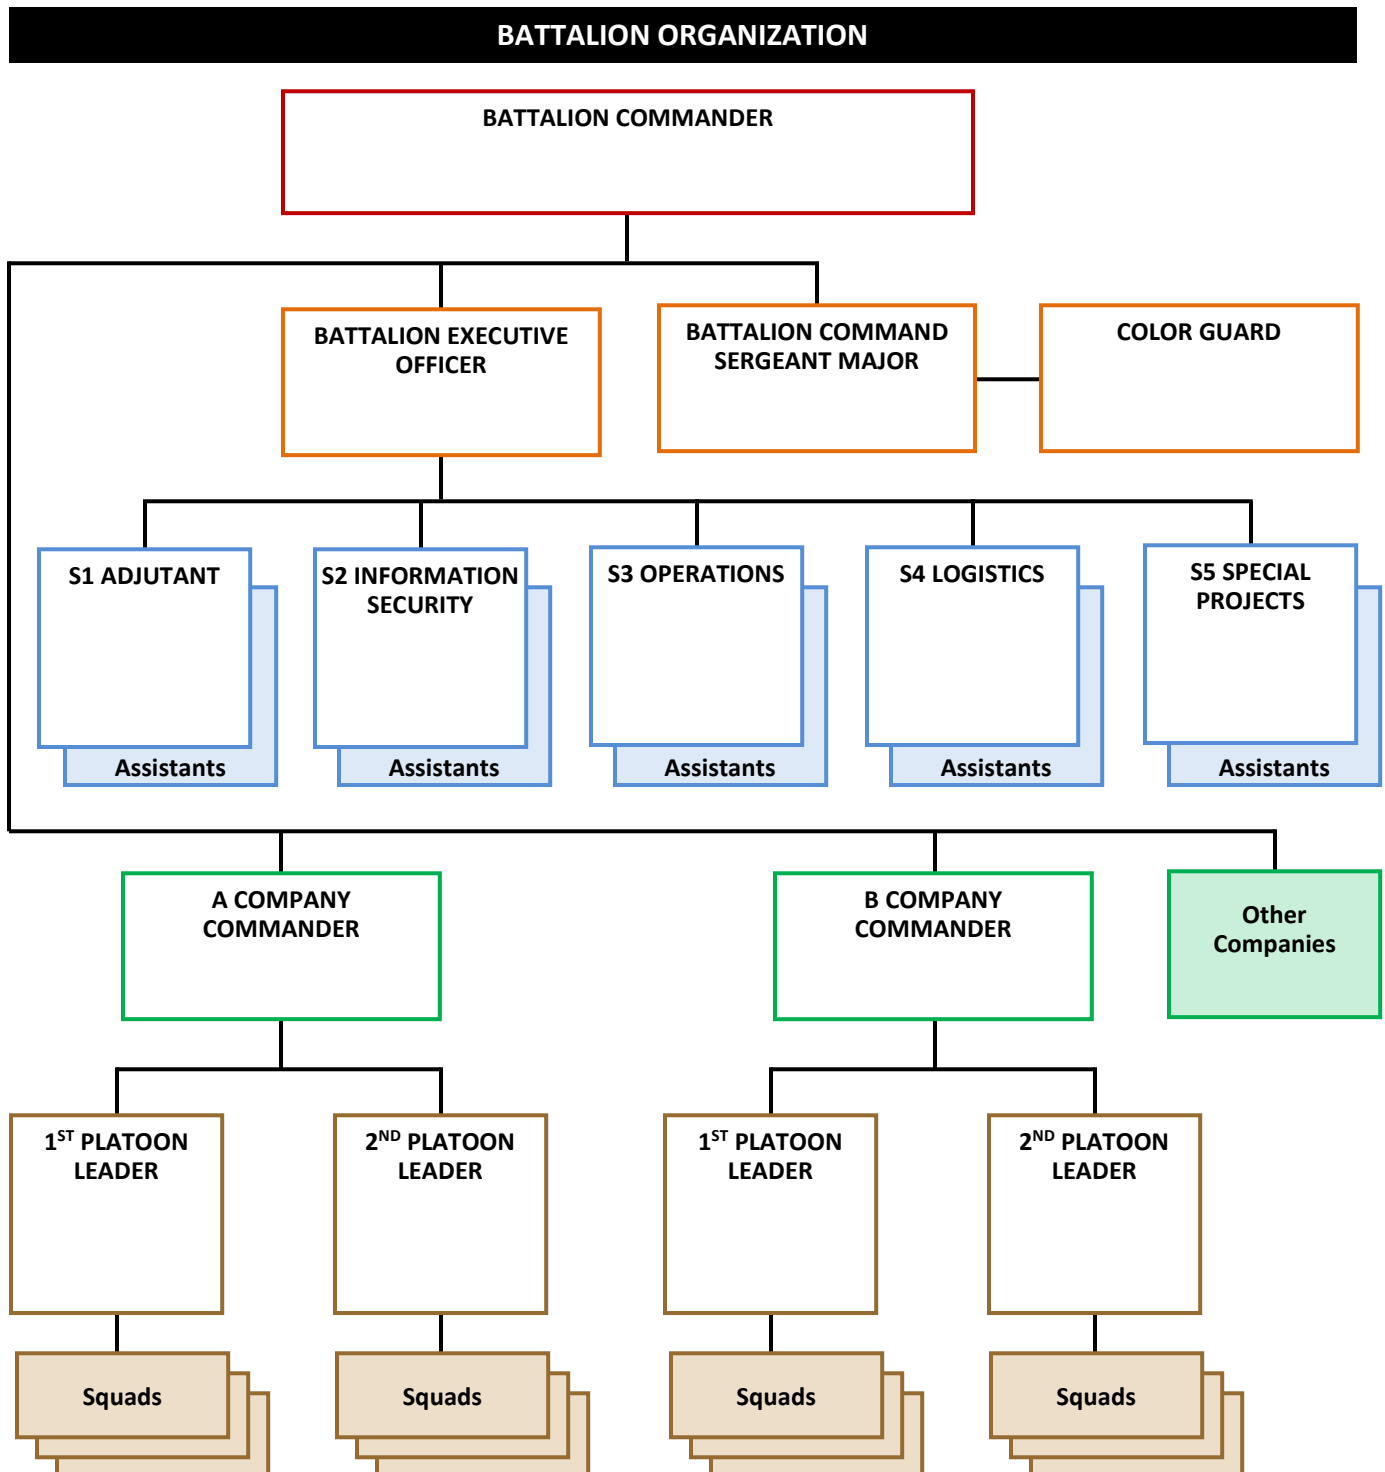 BATTALION ORGANIZATION
BATTALION COMMANDER
BATTALION EXECUTIVE
OFFICER
BATTALION COMMAND
SERGEANT MAJOR
COLOR GUARD
S1 ADJUTANT
Assistants
S2 INFORMATION
SECURITY
Assistants
S3 OPERATIONS
Assistants
S4 LOGISTICS
Assistants
S5 SPECIAL
PROJECTS
Assistants
A COMPANY
COMMANDER
B COMPANY
COMMANDER
Other
Companies
1ST PLATOON
LEADER
2ND PLATOON
LEADER
1ST PLATOON
LEADER
2ND PLATOON
LEADER
Squads
Squads
Squads
Squads